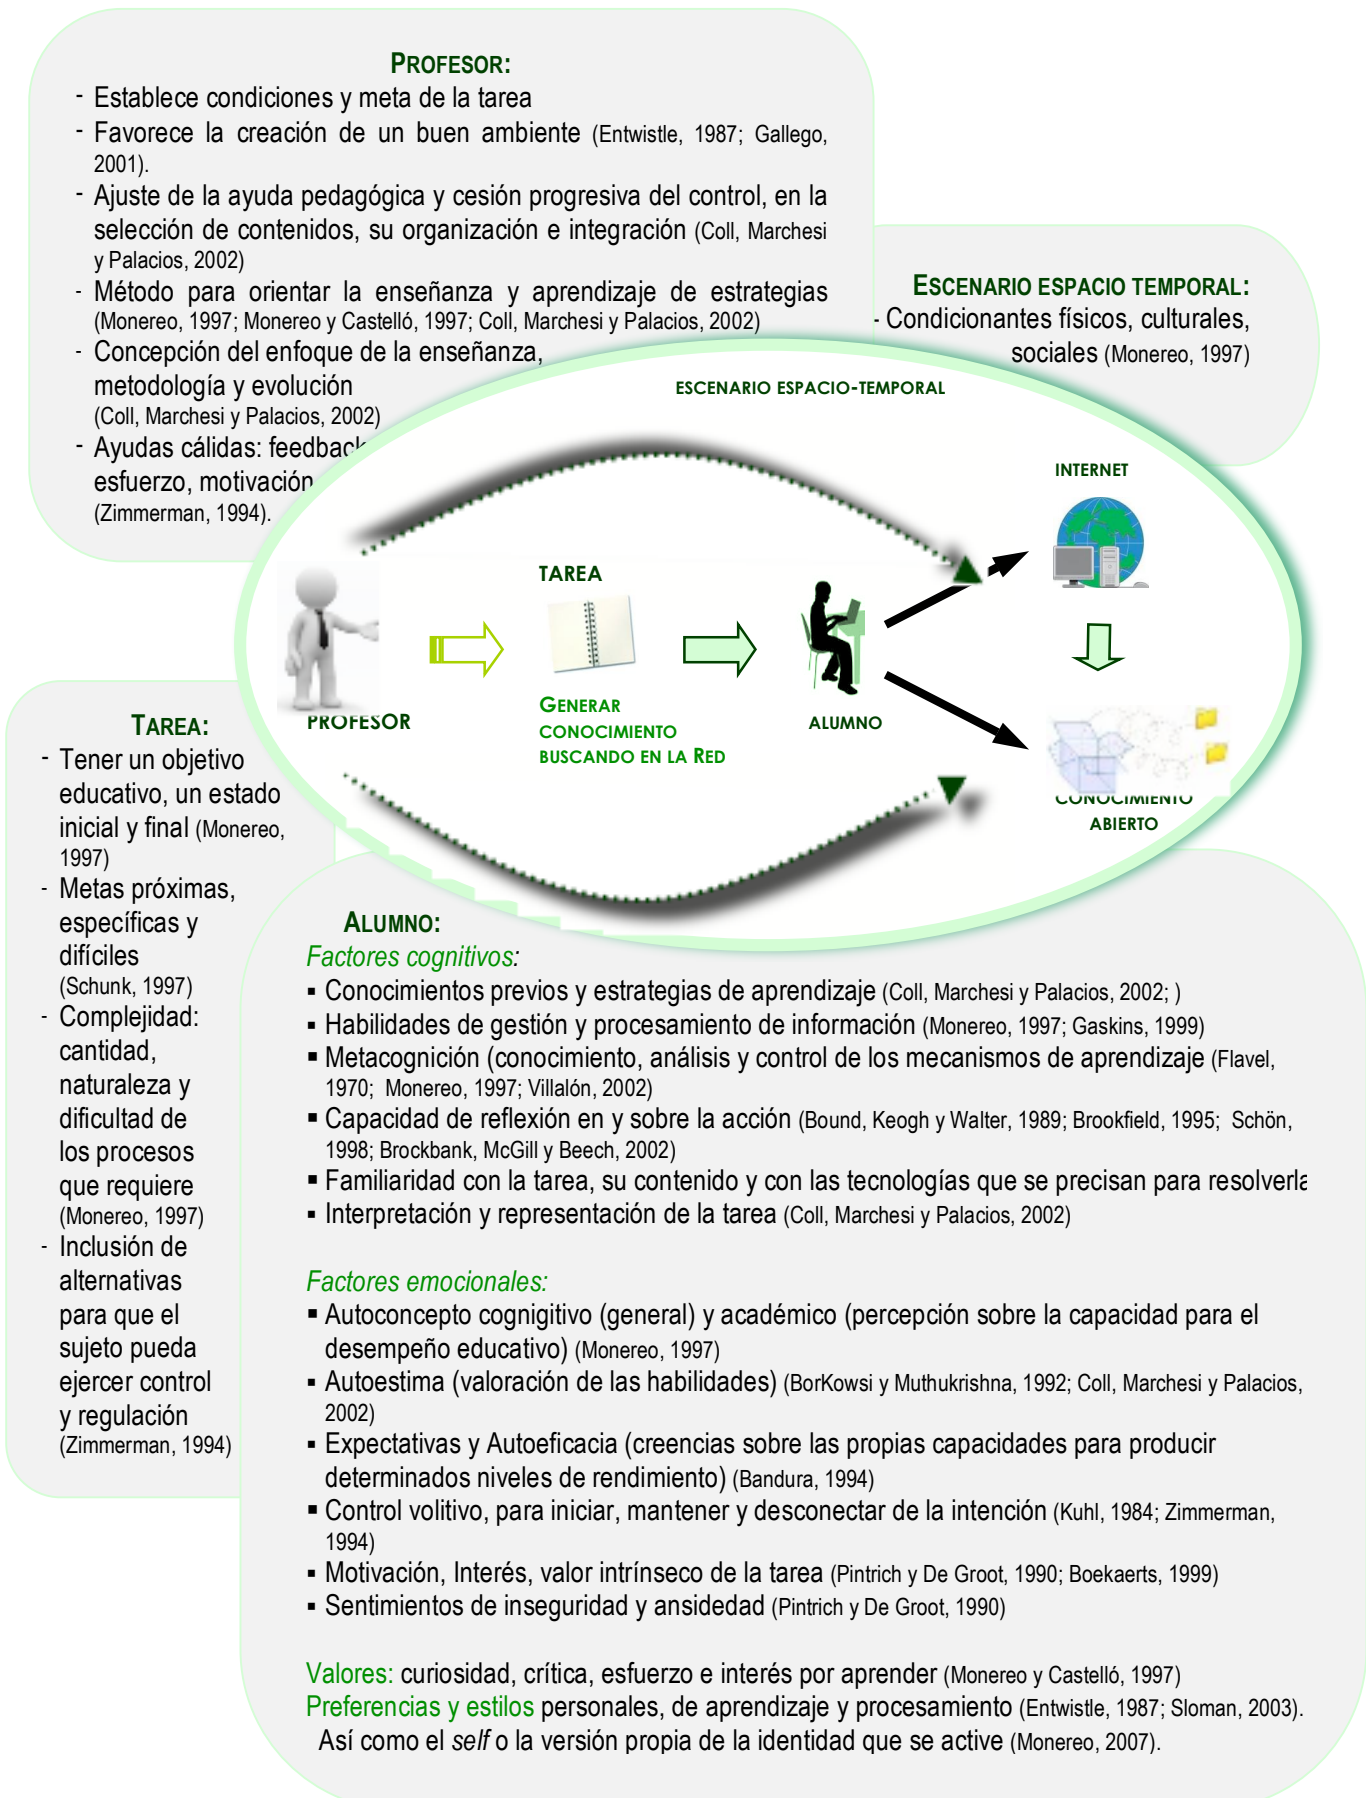 PROFESOR:
- Establece condiciones y meta de la tarea
- Favorece la creación de un buen ambiente (Entwistle, 1987; Gallego,
2001).
- Ajuste de la ayuda pedagógica y cesión progresiva del control, en la
selección de contenidos, su organización e integración (Coll, Marchesi
y Palacios, 2002)
- Método para orientar la enseñanza y aprendizaje de estrategias
(Monereo, 1997; Monereo y Castelló, 1997; Coll, Marchesi y Palacios, 2002)
- Concepción del enfoque de la enseñanza,
metodología y evolución
(Coll, Marchesi y Palacios, 2002)
- Ayudas cálidas: feedback
esfuerzo, motivación
(Zimmerman, 1994).
ESCENARIO ESPACIO TEMPORAL:
- Condicionantes físicos, culturales,
sociales (Monereo, 1997)
ESCENARIO ESPACIO-TEMPORAL
INTERNET
TAREA
GENERAR
CONOCIMIENTO
BUSCANDO EN LA RED
PROFESOR
ALUMNO
CONOCIMIENTO
ABIERTO
TAREA:
- Tener un objetivo
educativo, un estado
inicial y final (Monereo,
1997)
- Metas próximas,
específicas y
difíciles
(Schunk, 1997)
- Complejidad:
cantidad,
naturaleza y
dificultad de
los procesos
que requiere
(Monereo, 1997)
- Inclusión de
alternativas
para que el
sujeto pueda
ejercer control
y regulación
(Zimmerman, 1994)
ALUMNO:
Factores cognitivos:
▪ Conocimientos previos y estrategias de aprendizaje (Coll, Marchesi y Palacios, 2002; )
▪ Habilidades de gestión y procesamiento de información (Monereo, 1997; Gaskins, 1999)
▪ Metacognición (conocimiento, análisis y control de los mecanismos de aprendizaje (Flavel,
1970; Monereo, 1997; Villalón, 2002)
▪ Capacidad de reflexión en y sobre la acción (Bound, Keogh y Walter, 1989; Brookfield, 1995; Schön,
1998; Brockbank, McGill y Beech, 2002)
▪ Familiaridad con la tarea, su contenido y con las tecnologías que se precisan para resolverla
▪ Interpretación y representación de la tarea (Coll, Marchesi y Palacios, 2002)
Factores emocionales:
▪ Autoconcepto cognigitivo (general) y académico (percepción sobre la capacidad para el
desempeño educativo) (Monereo, 1997)
▪ Autoestima (valoración de las habilidades) (BorKowsi y Muthukrishna, 1992; Coll, Marchesi y Palacios,
2002)
▪ Expectativas y Autoeficacia (creencias sobre las propias capacidades para producir
determinados niveles de rendimiento) (Bandura, 1994)
▪ Control volitivo, para iniciar, mantener y desconectar de la intención (Kuhl, 1984; Zimmerman,
1994)
▪ Motivación, Interés, valor intrínseco de la tarea (Pintrich y De Groot, 1990; Boekaerts, 1999)
▪ Sentimientos de inseguridad y ansidedad (Pintrich y De Groot, 1990)
Valores: curiosidad, crítica, esfuerzo e interés por aprender (Monereo y Castelló, 1997)
Preferencias y estilos personales, de aprendizaje y procesamiento (Entwistle, 1987; Sloman, 2003).
Así como el self o la versión propia de la identidad que se active (Monereo, 2007).